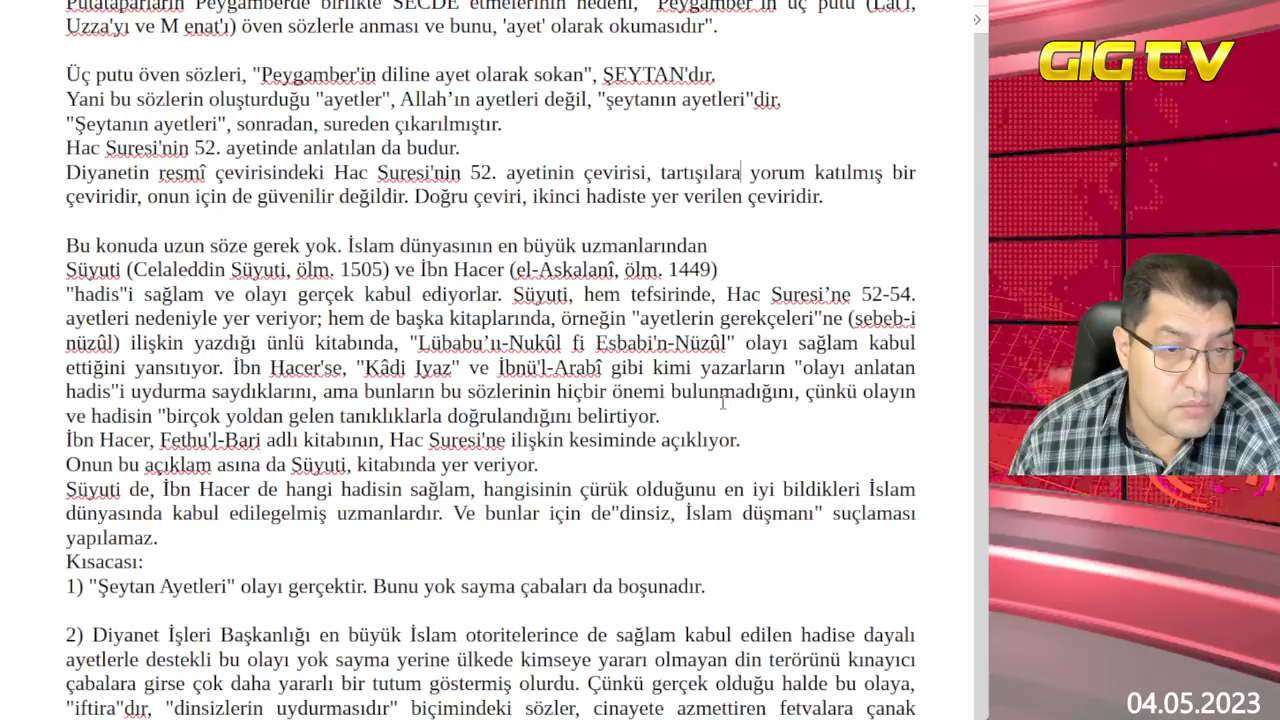 Putataparların Peygamberde birlikte SECDE etmelerinin nedeni, "Peygamber'in üç putu (Lat'ı,
Uzza'yı ve M enat'ı) öven sözlerle anması ve bunu, 'ayet' olarak okumasıdır".
Üç putu öven sözleri, "Peygamber'in diline ayet olarak sokan", ŞEYTAN'dır.
Yani bu sözlerin oluşturduğu "ayetler", Allah’ın ayetleri değil, "şeytanın ayetleri"dir.
"Şeytanın ayetleri", sonradan, sureden çıkarılmıştır.
Hac Suresi'nin 52. ayetinde anlatılan da budur.
Diyanetin resmî çevirisindeki Hac Suresi'nin 52. ayetinin çevirisi, tartışılara yorum katılmış bir
çeviridir, onun için de güvenilir değildir. Doğru çeviri, ikinci hadiste yer verilen çeviridir.
Bu konuda uzun söze gerek yok. İslam dünyasının en büyük uzmanlarından
Süyuti (Celaleddin Süyuti, ölm. 1505) ve İbn Hacer (el-Askalanî, ölm. 1449)
"hadis"i sağlam ve olayı gerçek kabul ediyorlar. Süyuti, hem tefsirinde, Hac Suresi’ne 52-54.
ayetleri nedeniyle yer veriyor; hem de başka kitaplarında, örneğin "ayetlerin gerekçeleri"ne (sebeb-i
nüzûl) ilişkin yazdığı ünlü kitabında, "Lübabu’ıı-Nukûl fi Esbabi'n-Nüzûl" olayı sağlam kabul
ettiğini yansıtıyor. İbn Hacer'se, "Kâdi Iyaz" ve İbnü'l-Arabî gibi kimi yazarların "olayı anlatan
hadis"i uydurma saydıklarını, ama bunların bu sözlerinin hiçbir önemi bulunmadığını, çünkü olayın
ve hadisin "birçok yoldan gelen tanıklıklarla doğrulandığını belirtiyor.
İbn Hacer, Fethu'l-Bari adlı kitabının, Hac Suresi'ne ilişkin kesiminde açıklıyor.
Onun bu açıklam asına da Süyuti, kitabında yer veriyor.
Süyuti de, İbn Hacer de hangi hadisin sağlam, hangisinin çürük olduğunu en iyi bildikleri İslam
dünyasında kabul edilegelmiş uzmanlardır. Ve bunlar için de"dinsiz, İslam düşmanı" suçlaması
yapılamaz.
Kısacası:
1) "Şeytan Ayetleri" olayı gerçektir. Bunu yok sayma çabaları da boşunadır.
2) Diyanet İşleri Başkanlığı en büyük İslam otoritelerince de sağlam kabul edilen hadise dayalı
ayetlerle destekli bu olayı yok sayma yerine ülkede kimseye yararı olmayan din terörünü kınayıcı
çabalara girse çok daha yararlı bir tutum göstermiş olurdu. Çünkü gerçek olduğu halde bu olaya,
"iftira"dır, "dinsizlerin uydurmasıdır" biçimindeki sözler, cinayete azmettiren fetvalara çanak
GIG TV
04.05.2023